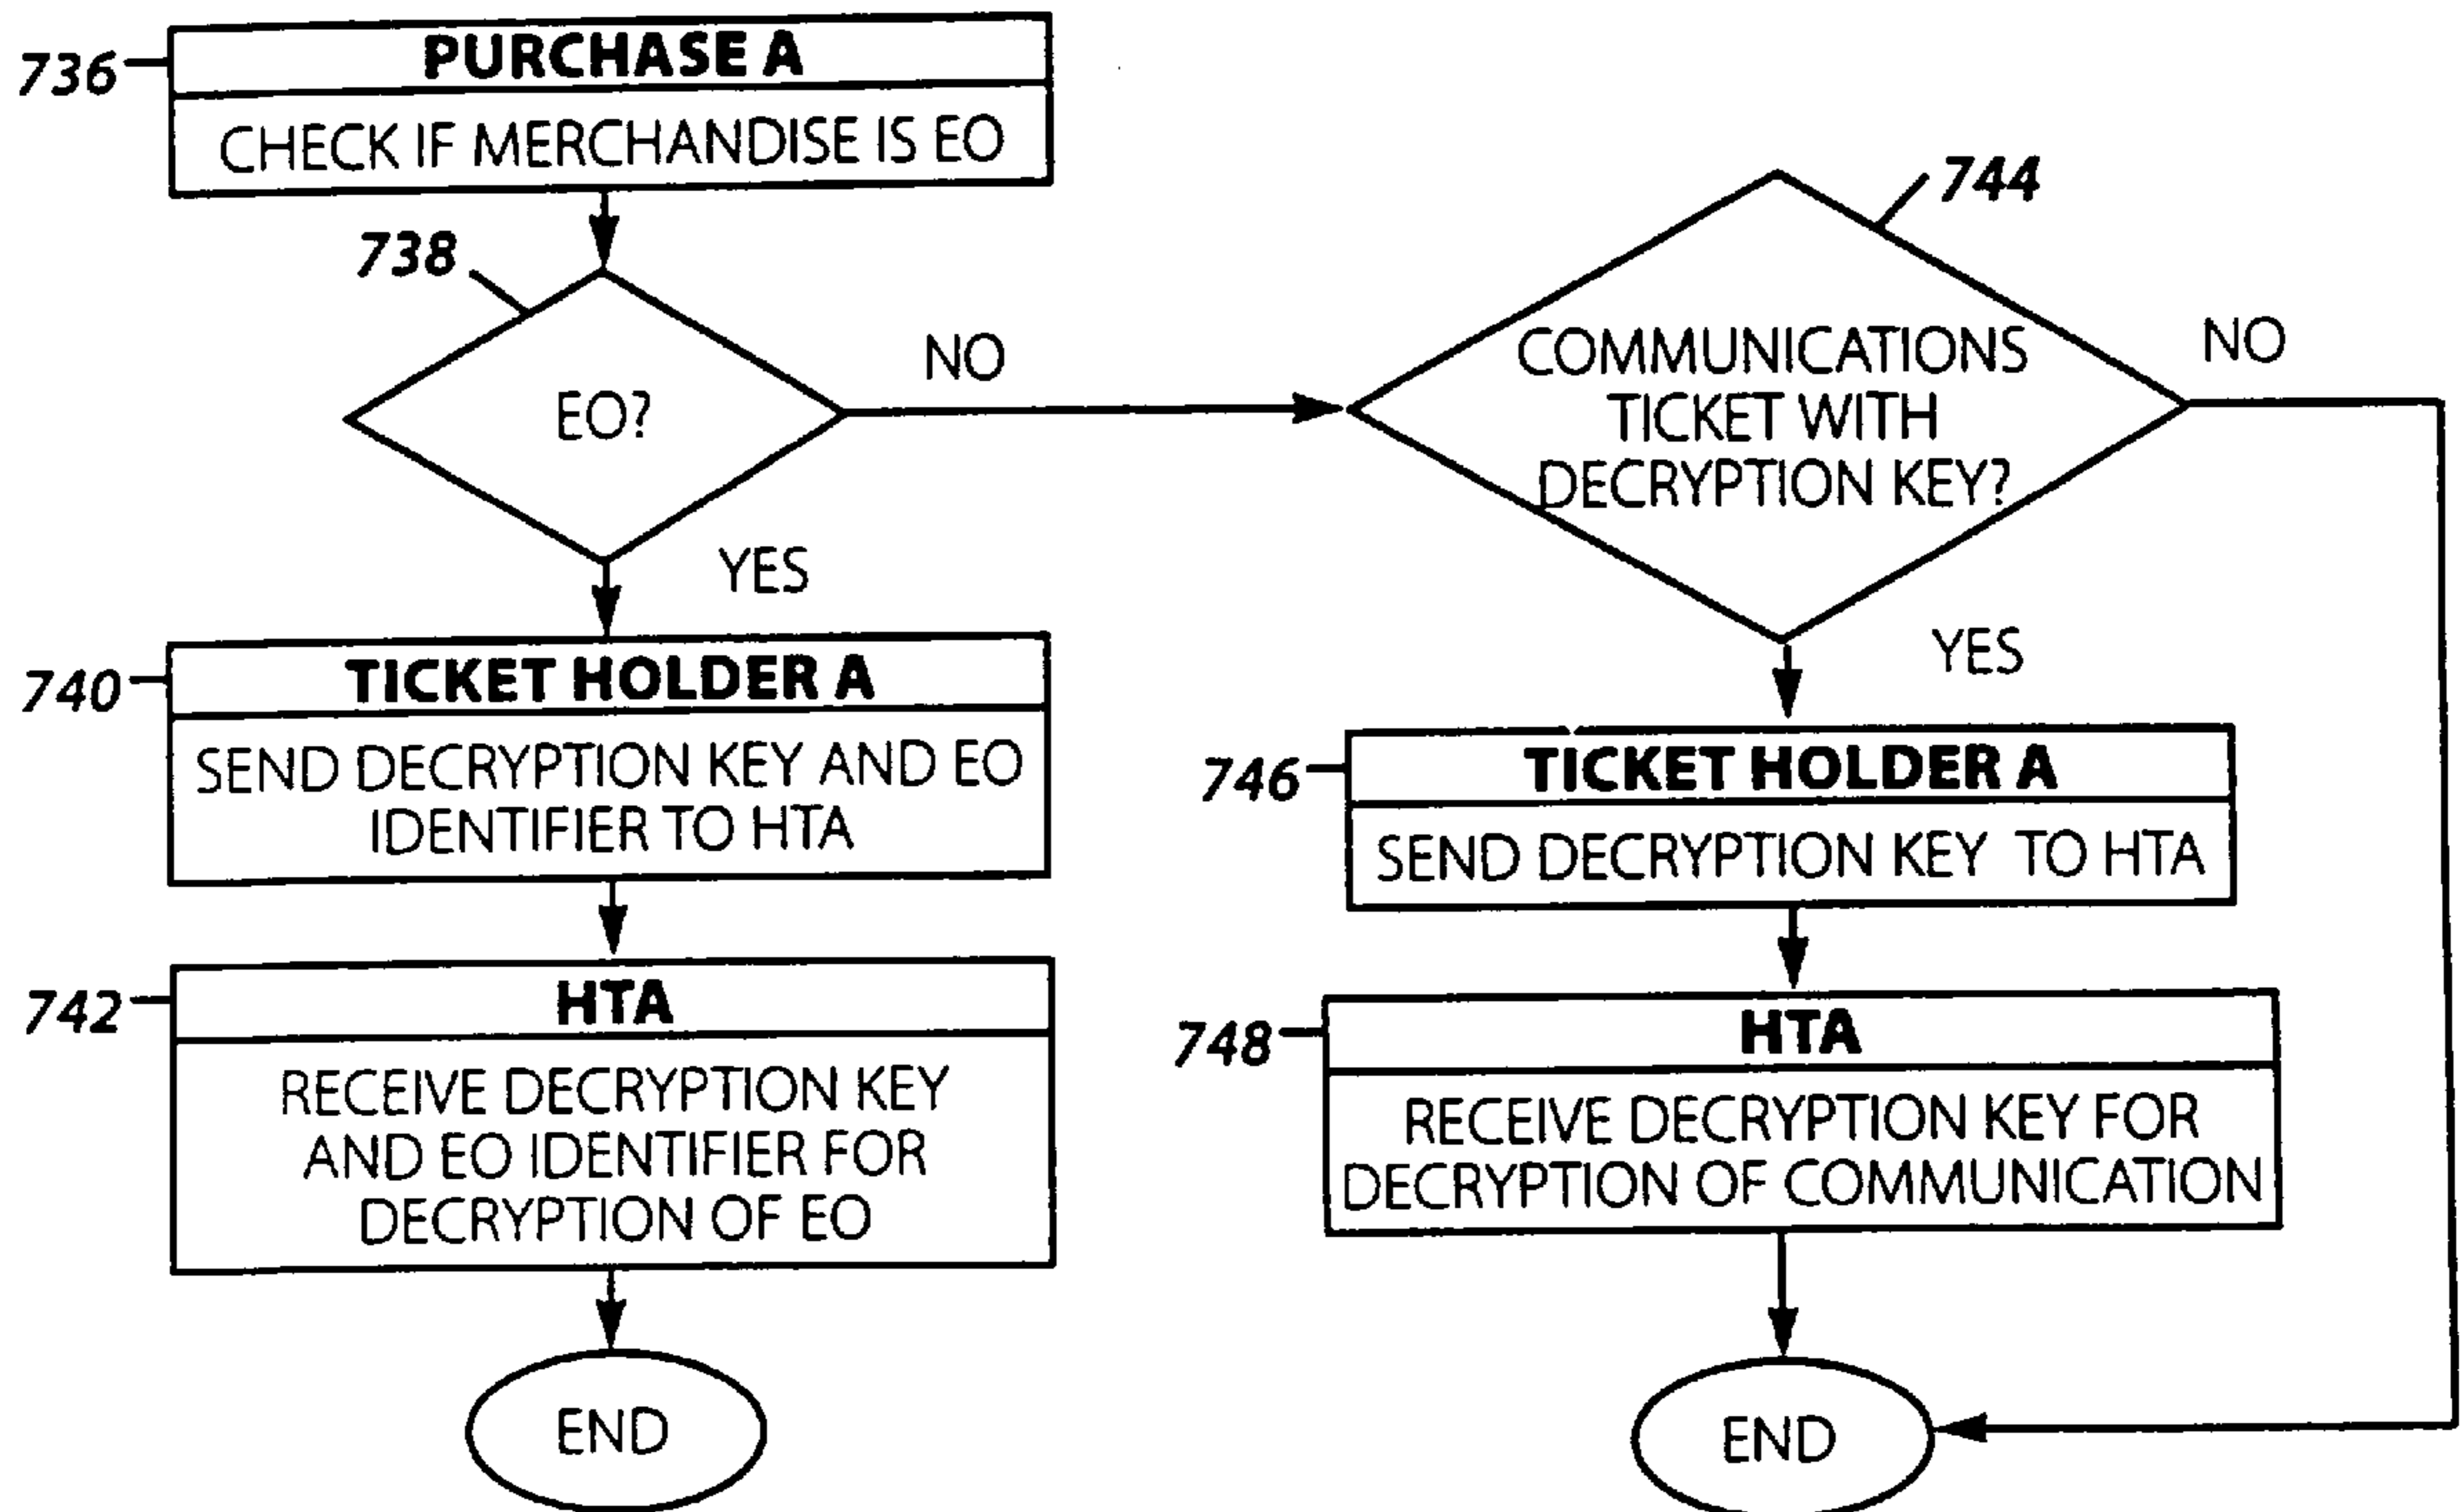 736
PURCHASE A
CHECK IF MERCHANDISE IS EO
738
EO?
NO
YES
740
TICKET HOLDER A
SEND DECRYPTION KEY AND EO
IDENTIFIER TO HTA
742
HTA
RECEIVE DECRYPTION KEY
AND EO IDENTIFIER FOR
DECRYPTION OF EO
END
744
COMMUNICATIONS
TICKET WITH
DECRYPTION KEY?
NO
YES
746
TICKET HOLDER A
SEND DECRYPTION KEY TO HTA
748
HTA
RECEIVE DECRYPTION KEY FOR
DECRYPTION OF COMMUNICATION
END